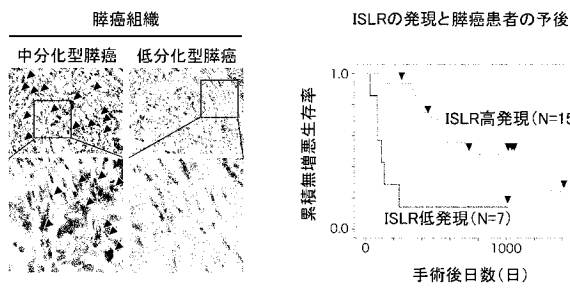 膵癌組織
中分化型膵癌 低分化型膵癌
ISLRの発現と膵癌患者の予後
累積無増悪生存率
1.0
ISLR高発現(N=15
0.0
ISLR低発現(N=7)
0 1000
手術後日数(日)